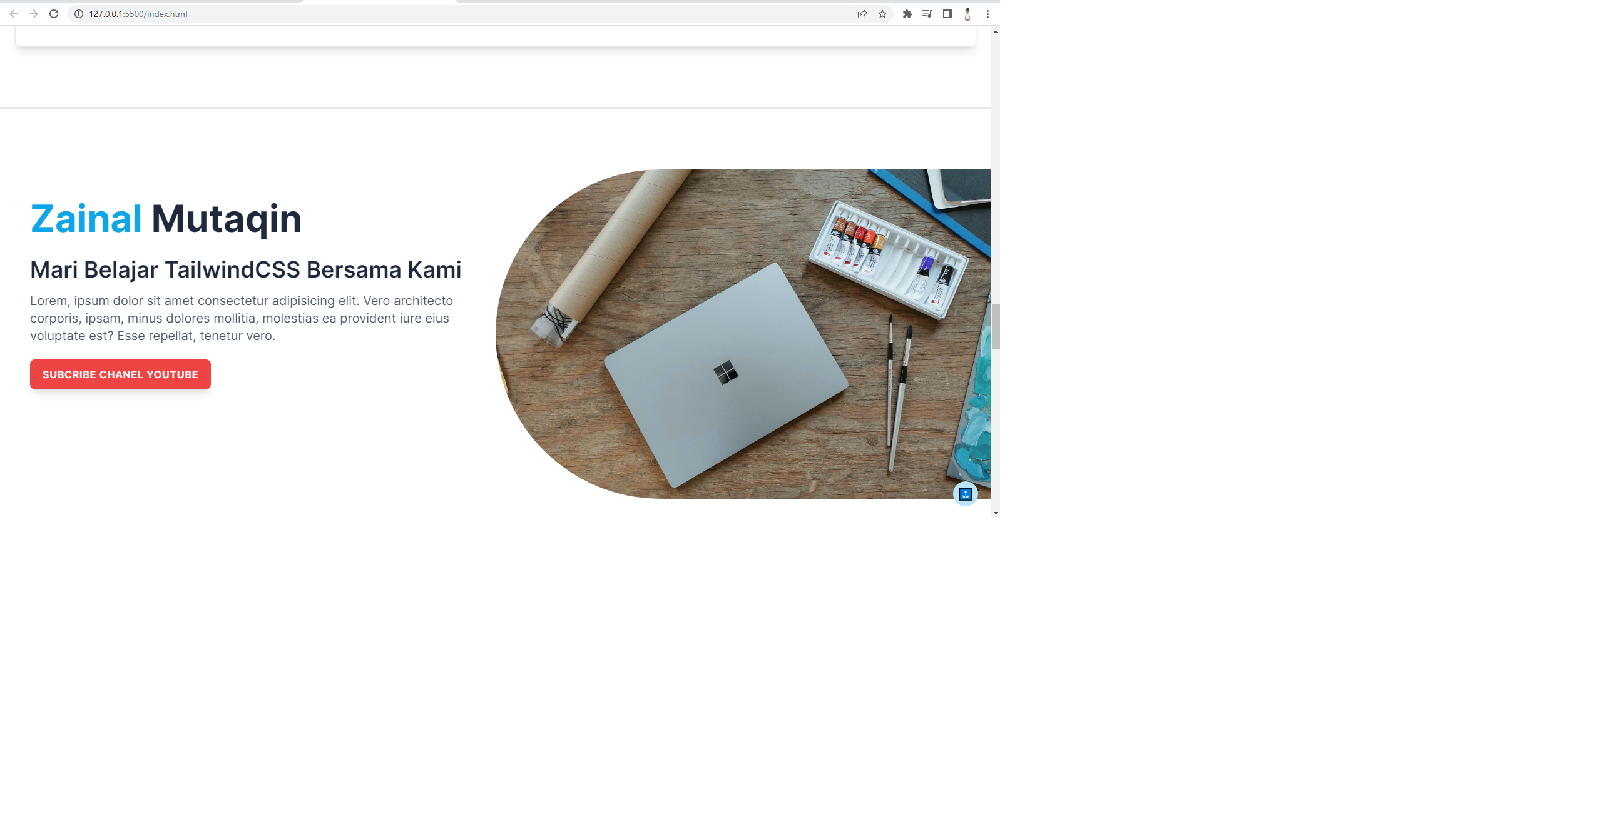 127.0.0.1:5500/index.html
Zainal Mutaqin
Mari Belajar TailwindCSS Bersama Kami
Lorem, ipsum dolor sit amet consectetur adipisicing elit. Vero architecto
corporis, ipsam, minus dolores mollitia, molestias ea provident iure eius
voluptate est? Esse repellat, tenetur vero.
SUBCRIBE CHANEL YOUTUBE